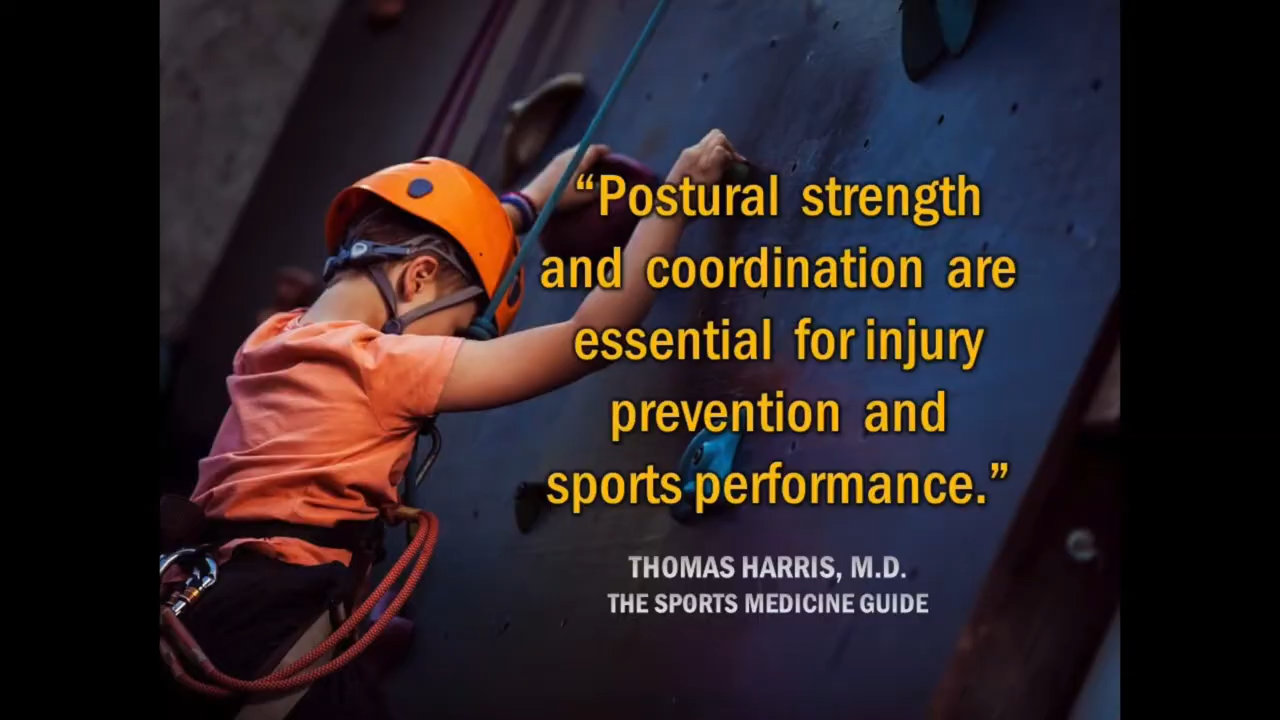 “Postural strength
and coordination are
essential for injury
prevention and
sports performance.”
THOMAS HARRIS, M.D.
THE SPORTS MEDICINE GUIDE